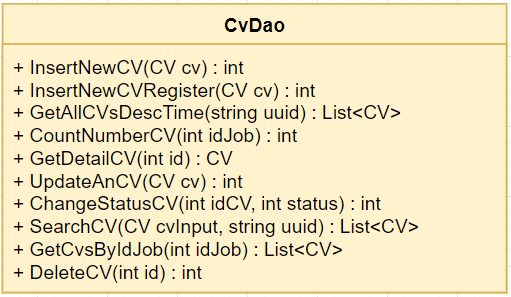 CvDao
+ InsertNewCV(CV cv) : int
+ InsertNewCVRegister(CV cv) : int
+ GetAllCVsDescTime(string uuid) : List<CV>
+ CountNumberCV(int idJob) : int
+ GetDetailCV(int id) : CV
+ UpdateAnCV(CV cv) : int
+ ChangeStatusCV(int idCV, int status) : int
+ SearchCV(CV cvInput, string uuid) : List<CV>
+ GetCvsByIdJob(int idJob) : List<CV>
+ DeleteCV(int id) : int